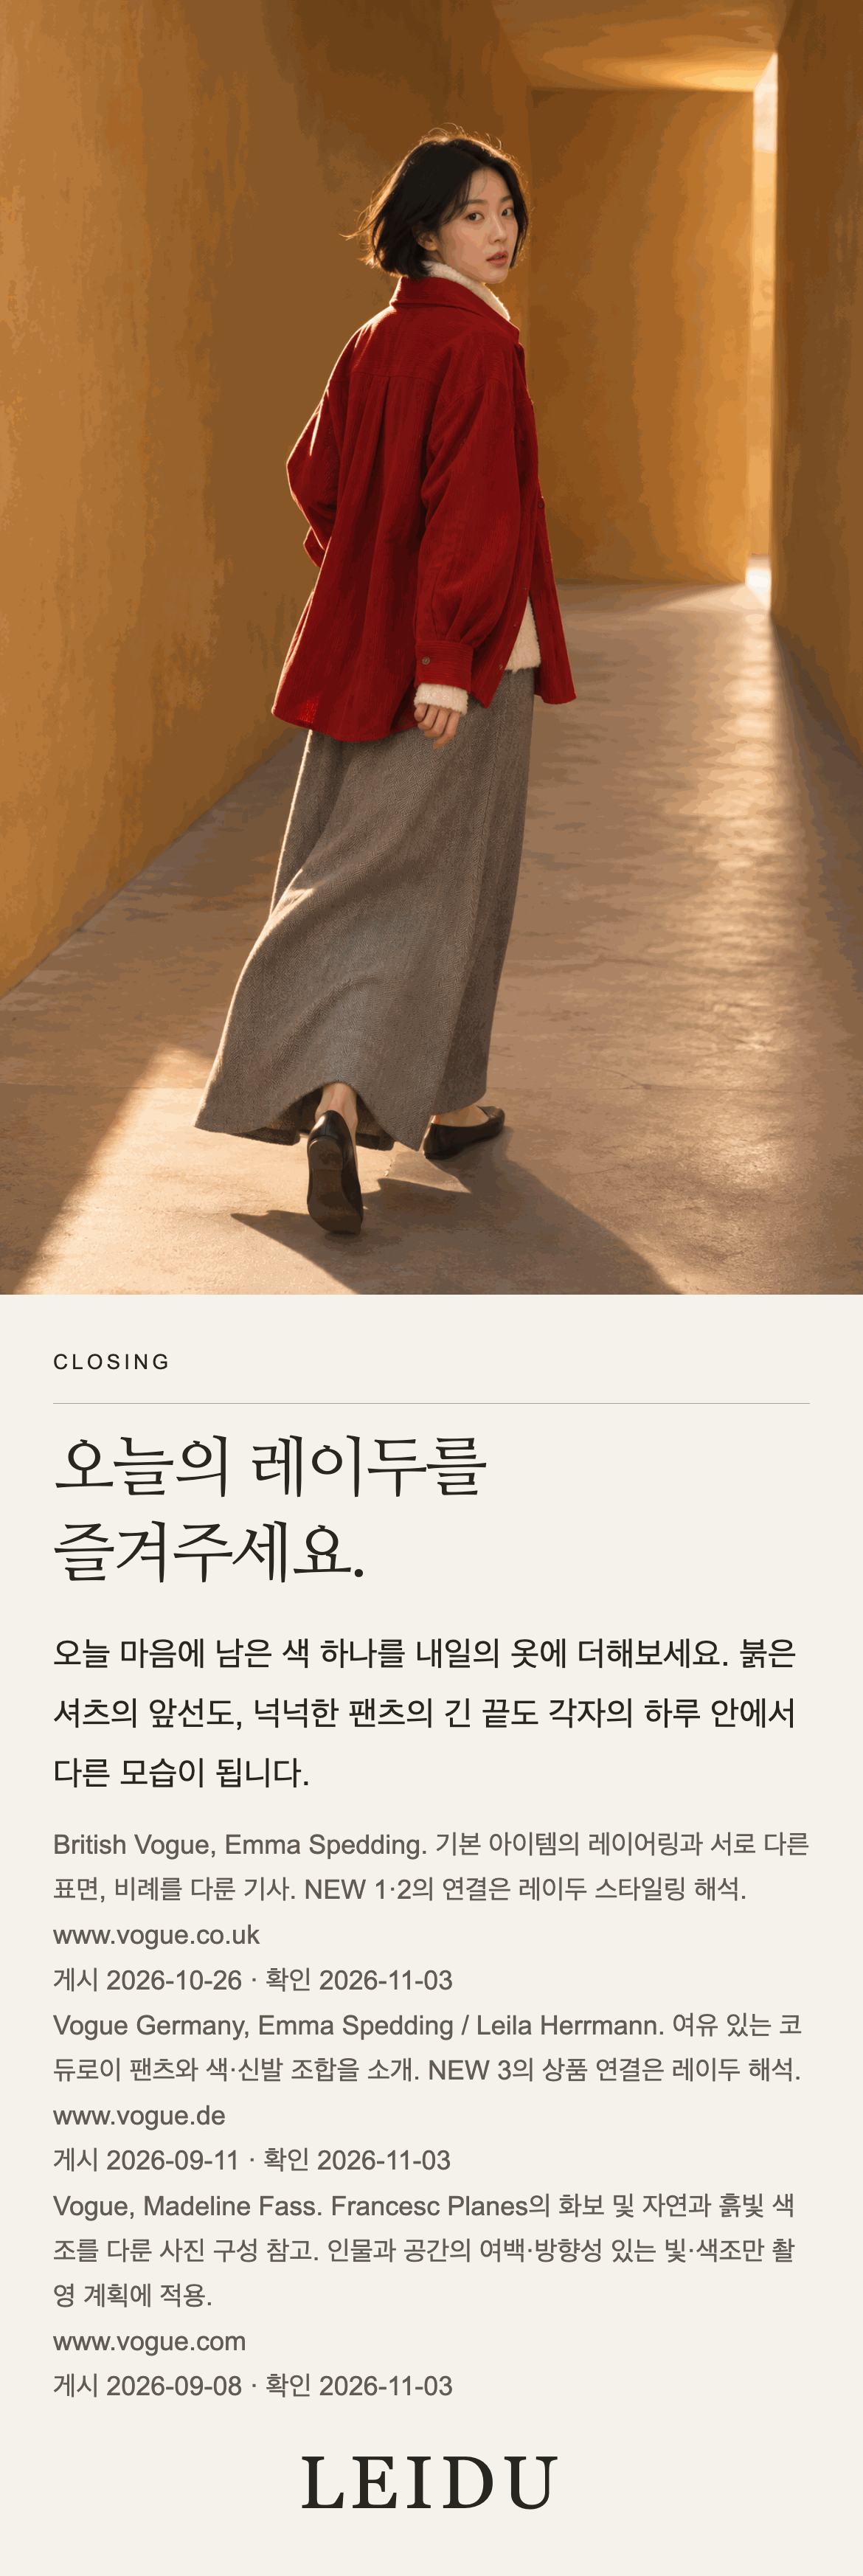 CLOSING
오늘의 레이두를
즐겨주세요.
오늘 마음에 남은 색 하나를 내일의 옷에 더해보세요. 붉은
셔츠의 앞선도, 넉넉한 팬츠의 긴 끝도 각자의 하루 안에서
다른 모습이 됩니다.
British Vogue, Emma Spedding. 기본 아이템의 레이어링과 서로 다른
표면, 비례를 다룬 기사. NEW 1·2의 연결은 레이두 스타일링 해석.
www.vogue.co.uk
게시 2026-10-26 · 확인 2026-11-03
Vogue Germany, Emma Spedding / Leila Herrmann. 여유 있는 코
듀로이 팬츠와 색·신발 조합을 소개. NEW 3의 상품 연결은 레이두 해석.
www.vogue.de
게시 2026-09-11 · 확인 2026-11-03
Vogue, Madeline Fass. Francesc Planes의 화보 및 자연과 흙빛 색
조를 다룬 사진 구성 참고. 인물과 공간의 여백·방향성 있는 빛·색조만 촬
영 계획에 적용.
www.vogue.com
게시 2026-09-08 · 확인 2026-11-03
LEIDU